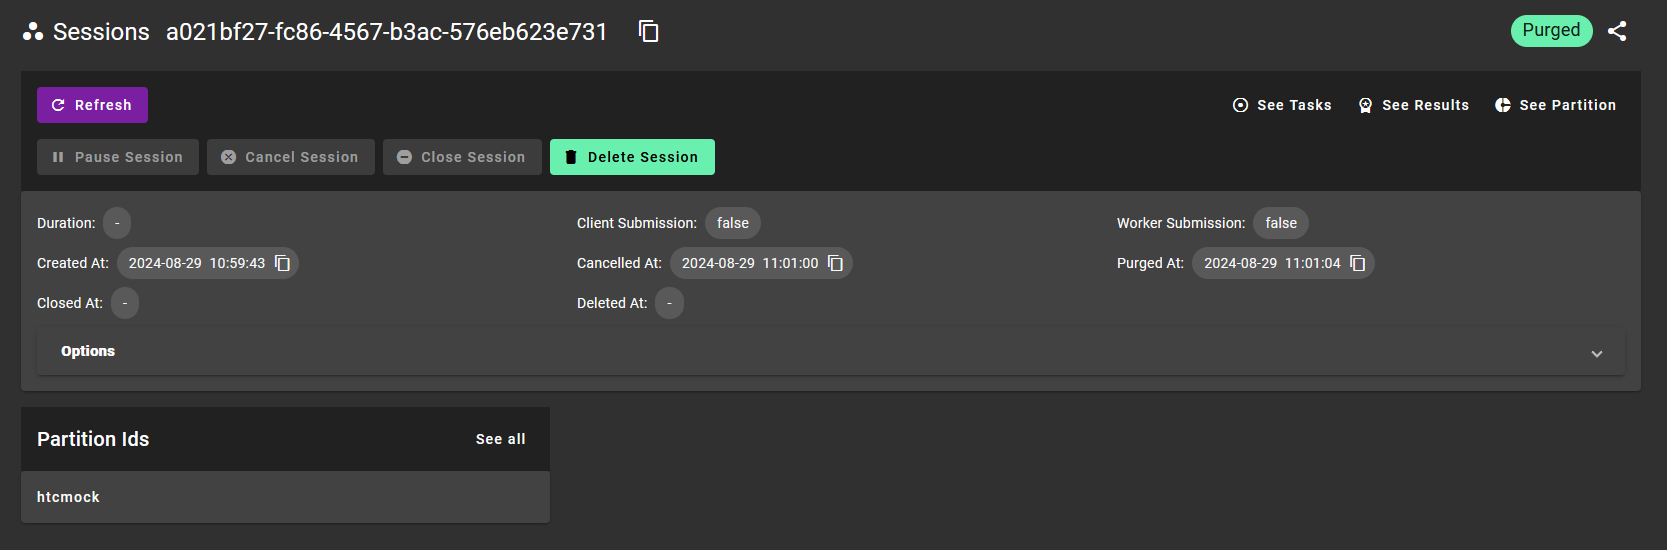 Sessions a021bf27-fc86-4567-b3ac-576eb623e731 Purged
Refresh See Tasks See Results See Partition
Pause Session Cancel Session Close Session Delete Session
Duration: - Client Submission: false Worker Submission: false
Created At: 2024-08-29 10:59:43 Cancelled At: 2024-08-29 11:01:00 Purged At: 2024-08-29 11:01:04
Closed At: - Deleted At: -
Options
Partition Ids See all
htcmock